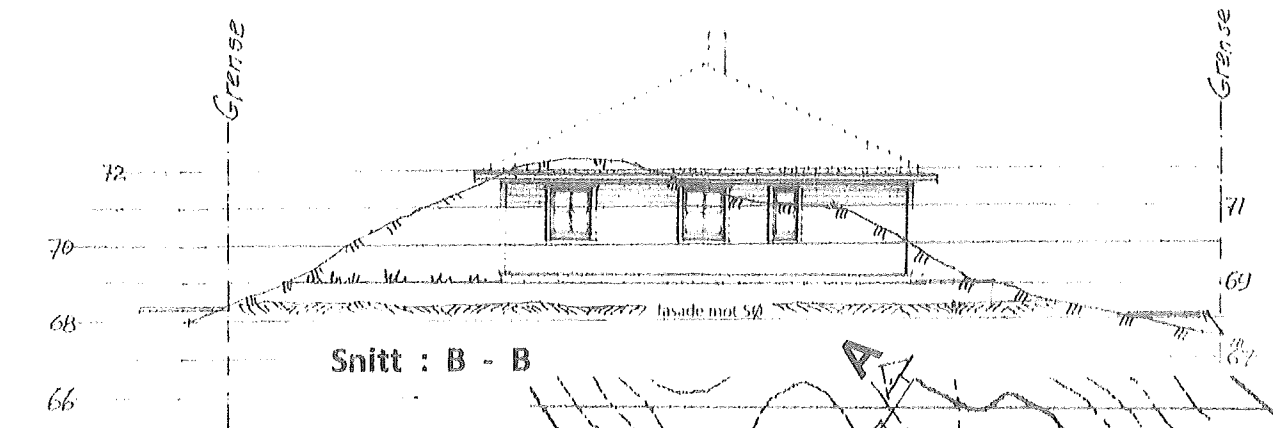 Grense
Grense
72
71
70
69
fasade mot SØ
68
Snitt : B - B
A
67
66